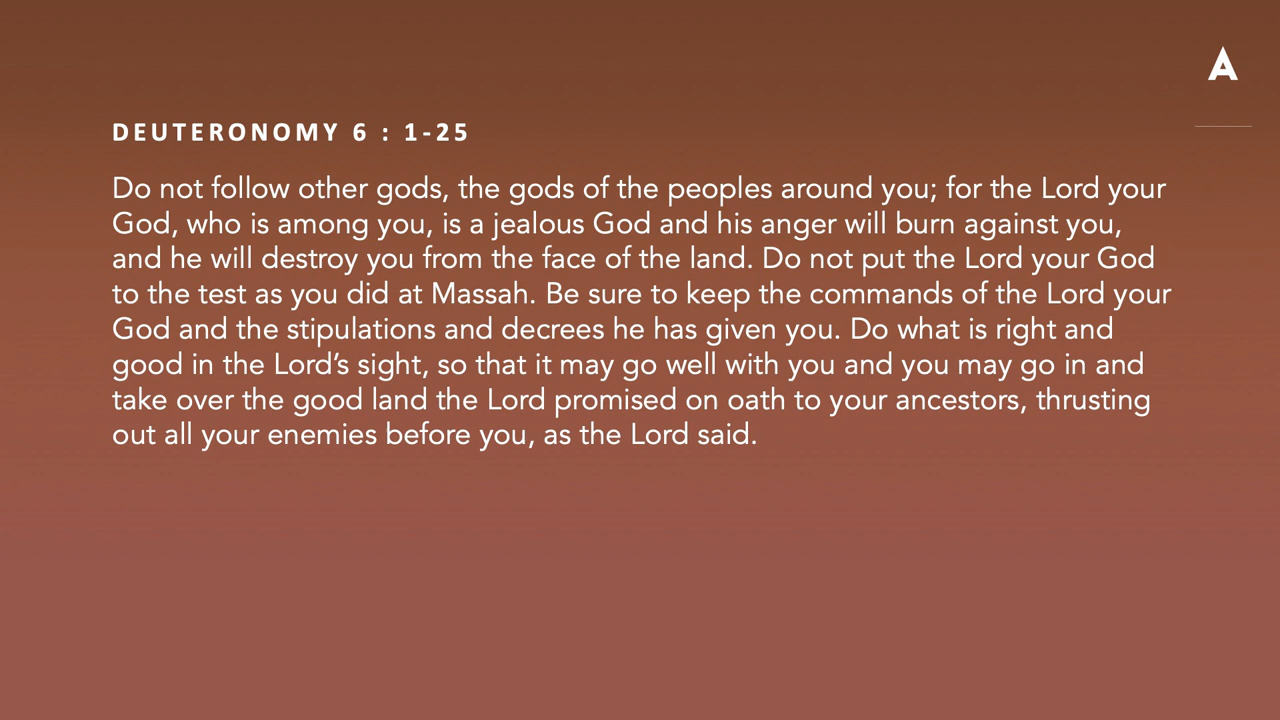 A
DEUTERONOMY 6 : 1-25
Do not follow other gods, the gods of the peoples around you; for the Lord your
God, who is among you, is a jealous God and his anger will burn against you,
and he will destroy you from the face of the land. Do not put the Lord your God
to the test as you did at Massah. Be sure to keep the commands of the Lord your
God and the stipulations and decrees he has given you. Do what is right and
good in the Lord’s sight, so that it may go well with you and you may go in and
take over the good land the Lord promised on oath to your ancestors, thrusting
out all your enemies before you, as the Lord said.